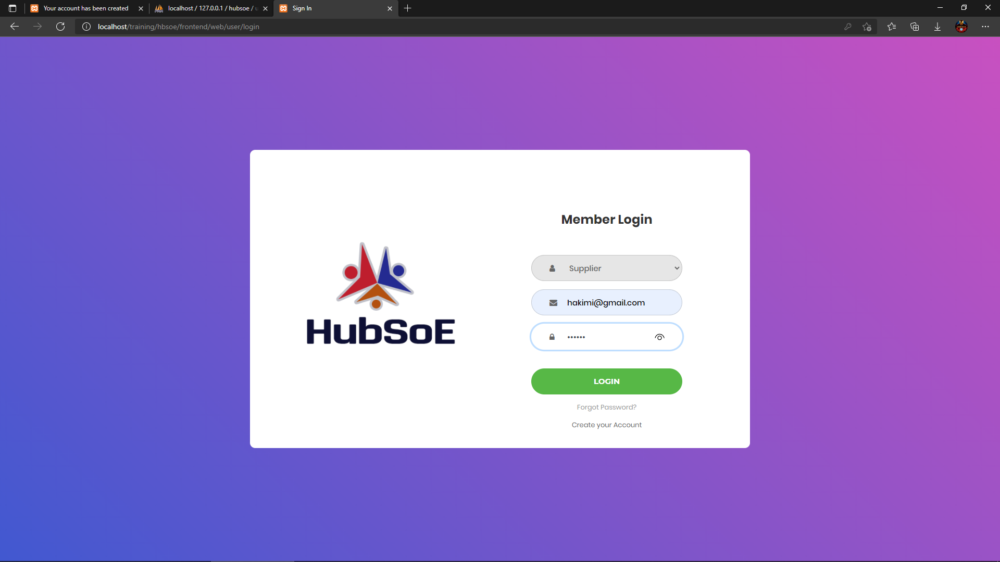 Your account has been created
localhost / 127.0.0.1 / hubsoe / u
Sign In
localhost/training/hbsoe/frontend/web/user/login
Member Login
Supplier
hakimi@gmail.com
••••••
HubSoE
LOGIN
Forgot Password?
Create your Account